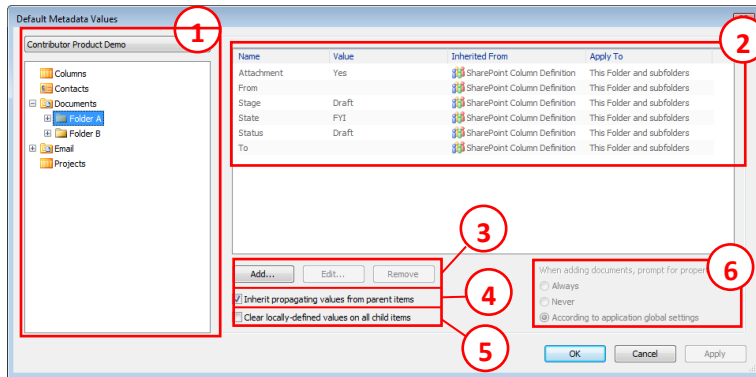 Default Metadata Values
1
2
Contributor Product Demo
Name Value Inherited From Apply To
Attachment Yes SharePoint Column Definition This Folder and subfolders
From SharePoint Column Definition This Folder and subfolders
Stage Draft SharePoint Column Definition This Folder and subfolders
State FYI SharePoint Column Definition This Folder and subfolders
Status Draft SharePoint Column Definition This Folder and subfolders
To SharePoint Column Definition This Folder and subfolders
Columns
Contacts
Documents
Folder A
Folder B
Email
Projects
3
Add... Edit... Remove
4
Inherit propagating values from parent items
Clear locally-defined values on all child items
5
6
When adding documents, prompt for
Always
Never
According to application global settings
OK Cancel Apply